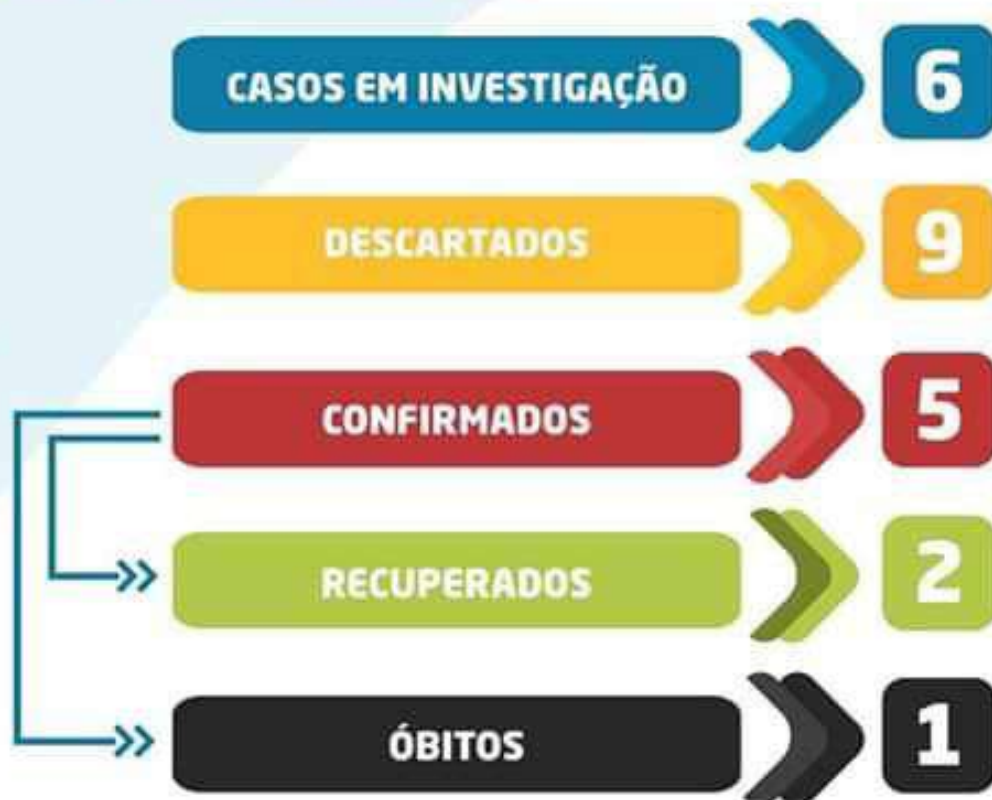 CASOS EM INVESTIGAÇÃO 6
DESCARTADOS 9
CONFIRMADOS 5
RECUPERADOS 2
ÓBITOS 1